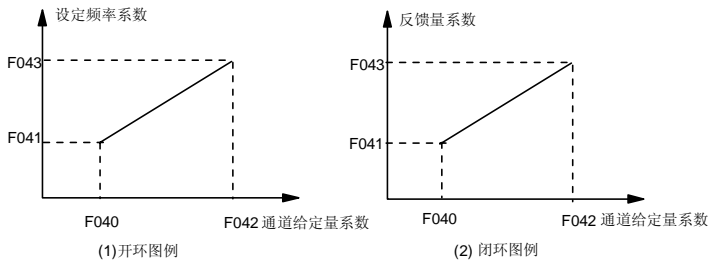 设定频率系数
F043
F041
F040
F042 通道给定量系数
(1)开环图例
反馈量系数
F043
F041
F040
F042 通道给定量系数
(2) 闭环图例